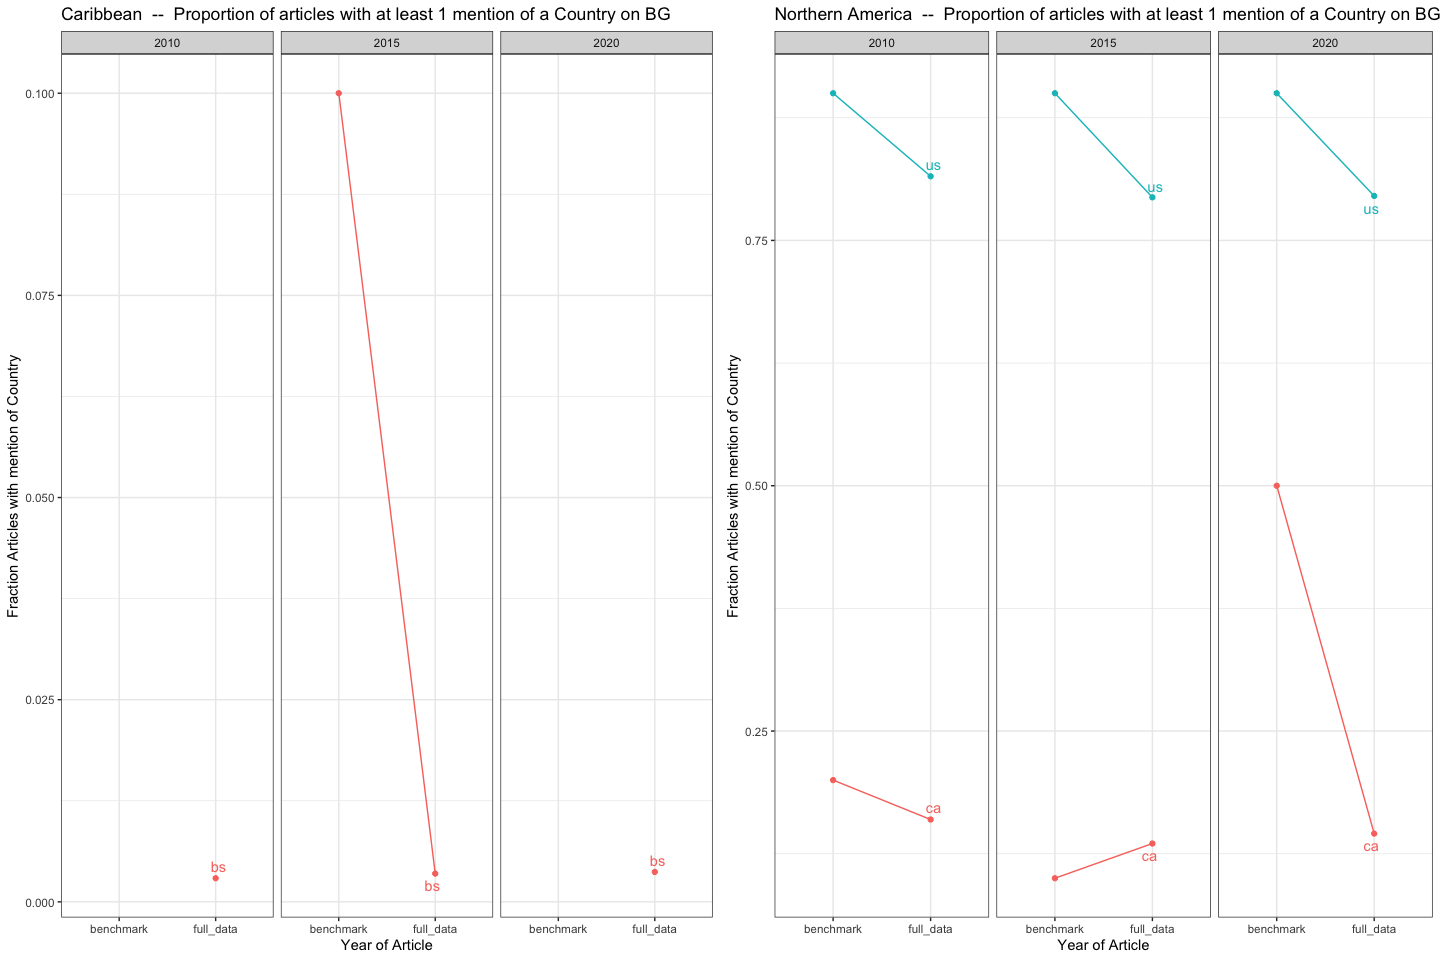 Caribbean  --  Proportion of articles with at least 1 mention of a Country on BG
2010 2015 2020
0.100
0.075
0.050
0.025
0.000
Fraction Articles with mention of Country
bs
bs
bs
benchmark full_data benchmark full_data benchmark full_data
Year of Article
Northern America  --  Proportion of articles with at least 1 mention of a Country on BG
2010 2015 2020
0.75
0.50
0.25
Fraction Articles with mention of Country
us
us
us
ca
ca
ca
benchmark full_data benchmark full_data benchmark full_data
Year of Article